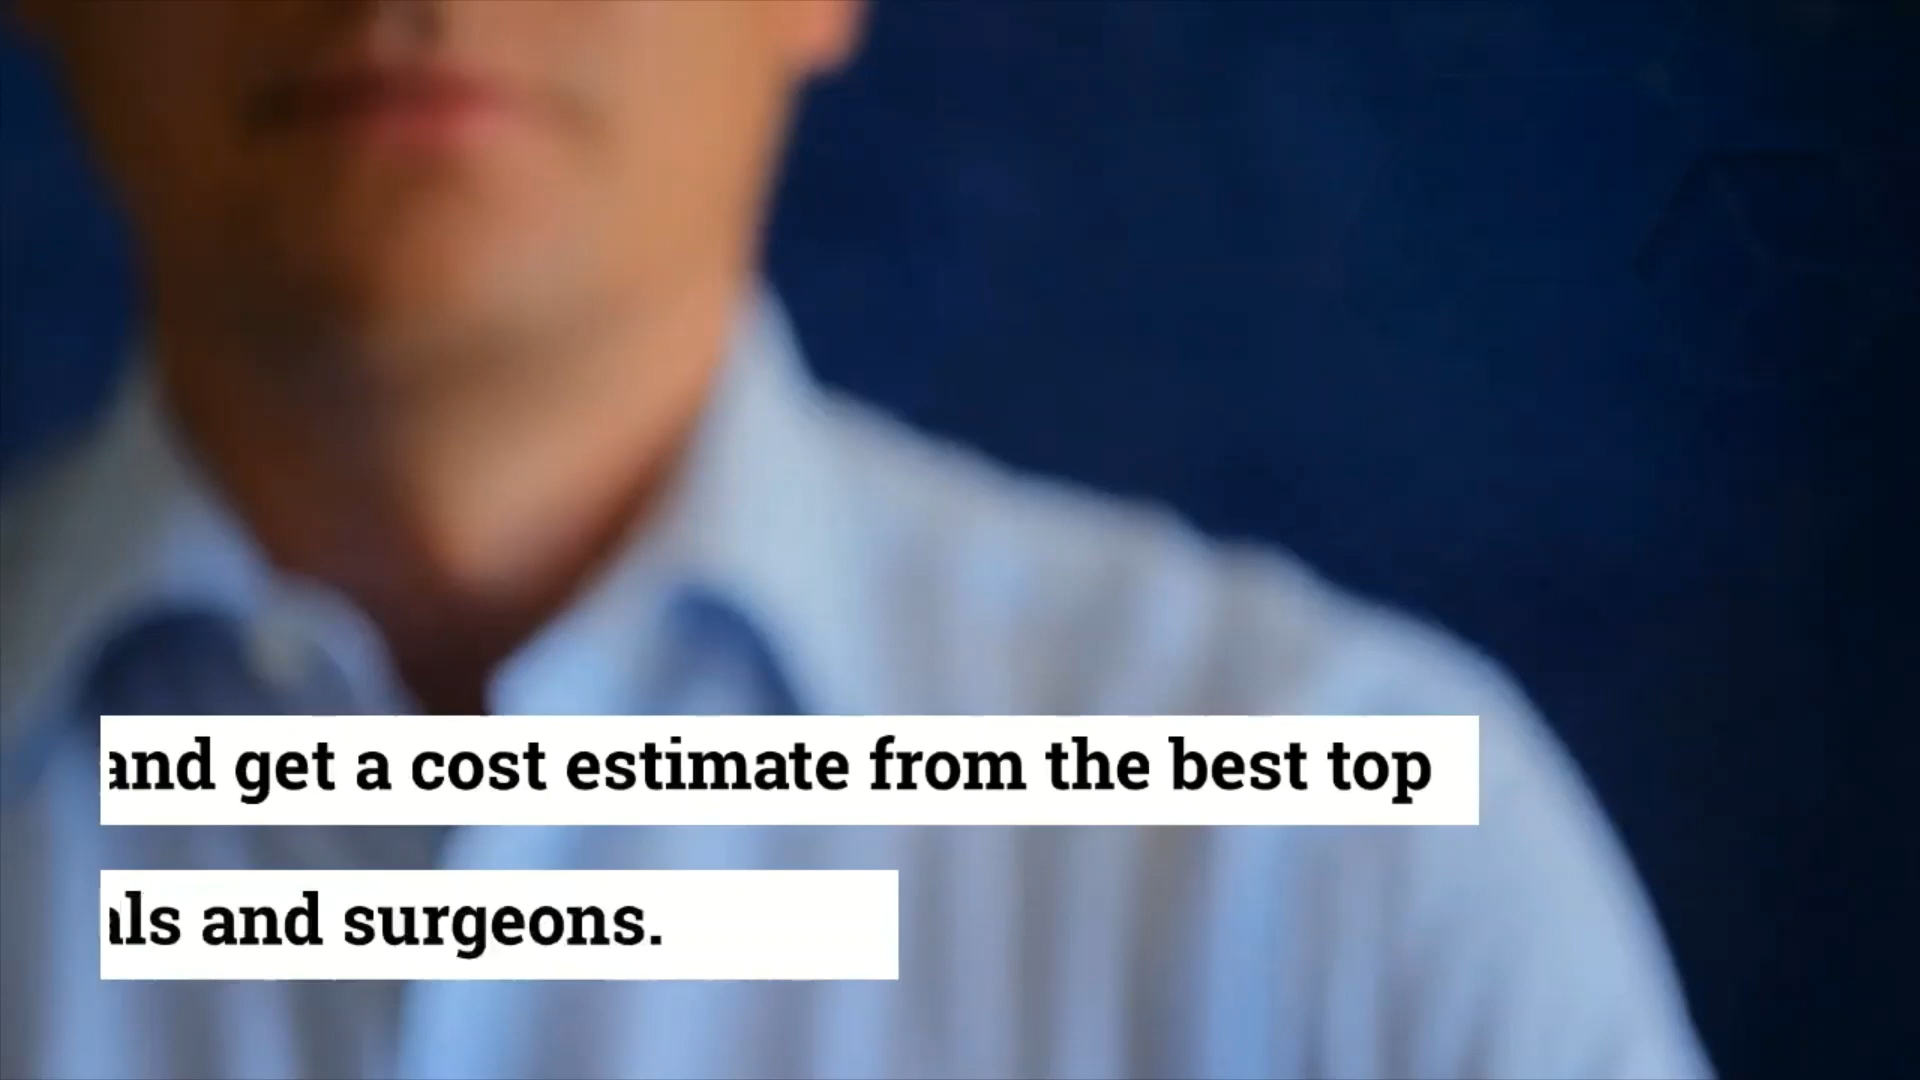 and get a cost estimate from the best top
and surgeons.